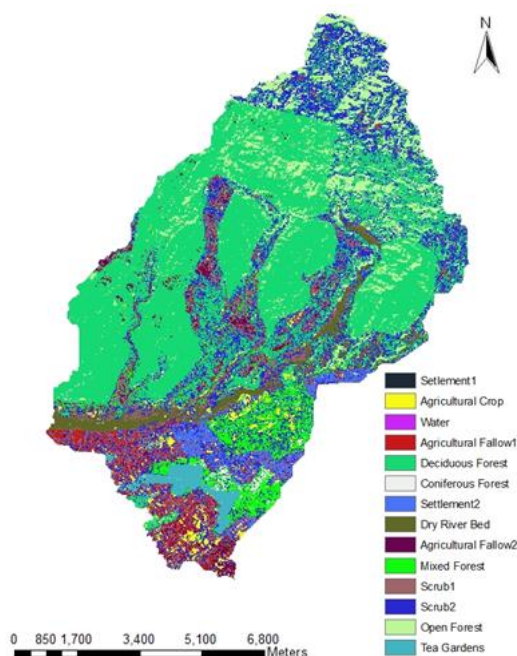 N
Setlement1
Agricultural Crop
Water
Agricultural Fallow1
Deciduous Forest
Coniferous Forest
Settlement2
Dry River Bed
Agricultural Fallow2
Mixed Forest
Scrub1
Scrub2
Open Forest
Tea Gardens
0 850 1,700 3,400 5,100 6,800
Meters